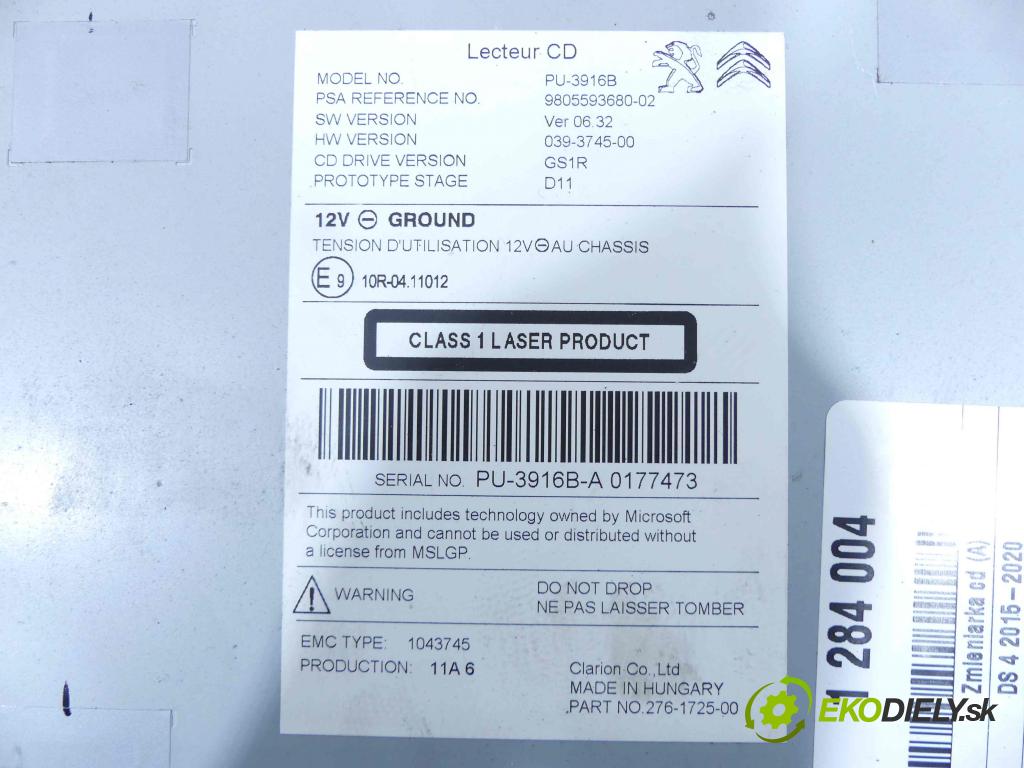 Lecteur CD
MODEL NO. PU-3916B
PSA REFERENCE NO. 9805593680-02
SW VERSION Ver 06.32
HW VERSION 039-3745-00
CD DRIVE VERSION GS1R
PROTOTYPE STAGE D11
12V ⊖ GROUND
TENSION D'UTILISATION 12V⊖AU CHASSIS
E9 10R-04.11012
CLASS 1 LASER PRODUCT
SERIAL NO. PU-3916B-A 0177473
This product includes technology owned by Microsoft
Corporation and cannot be used or distributed without
a license from MSLGP.
WARNING DO NOT DROP
NE PAS LAISSER TOMBER
EMC TYPE: 1043745
PRODUCTION: 11A 6
Clarion Co.,Ltd
MADE IN HUNGARY
PART NO.276-1725-00
1 284 004
Zmieniarka cd (A)
DS 4 2015-2020
EKODIELY.sk